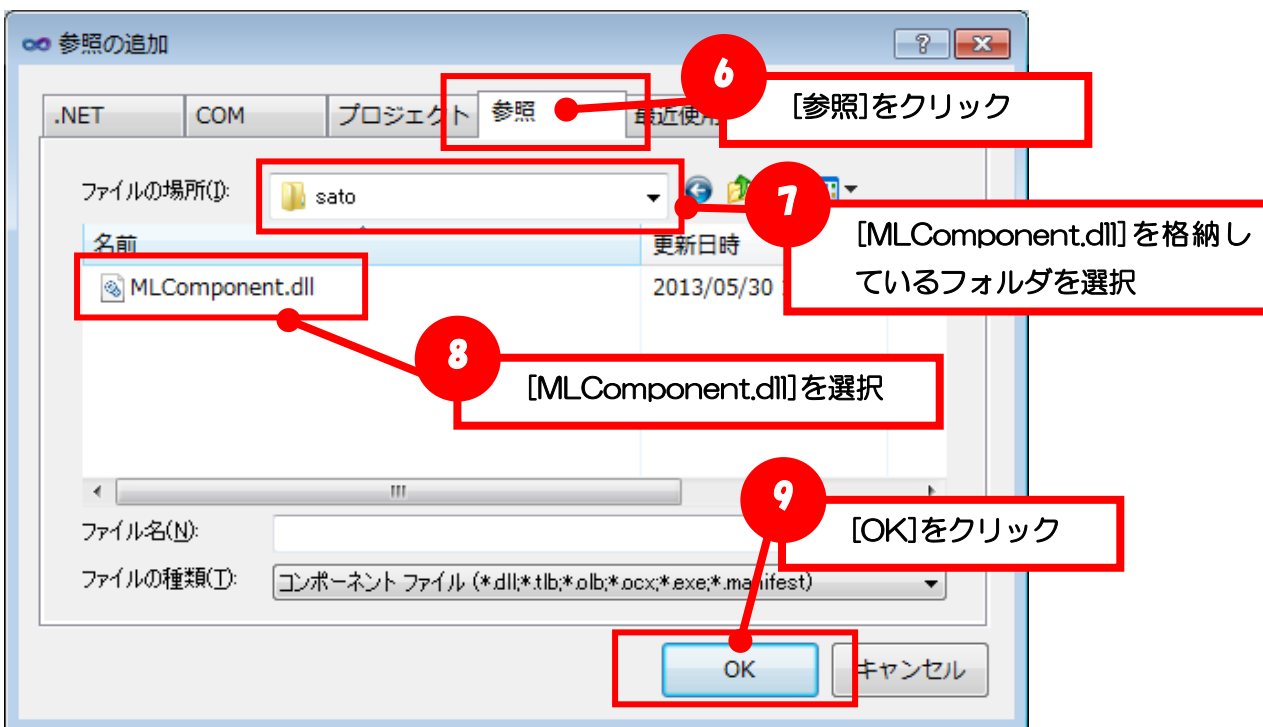 参照の追加
6
[参照]をクリック
.NET
COM
プロジェクト
参照
ファイルの場所(I):
sato
7
[MLComponent.dll]を格納し
ているフォルダを選択
名前
更新日時
MLComponent.dll
2013/05/30
8
[MLComponent.dll]を選択
9
[OK]をクリック
ファイル名(N):
ファイルの種類(T):
コンポーネント ファイル (*.dll;*.tlb;*.olb;*.ocx;*.exe;*.manifest)
OK
キャンセル